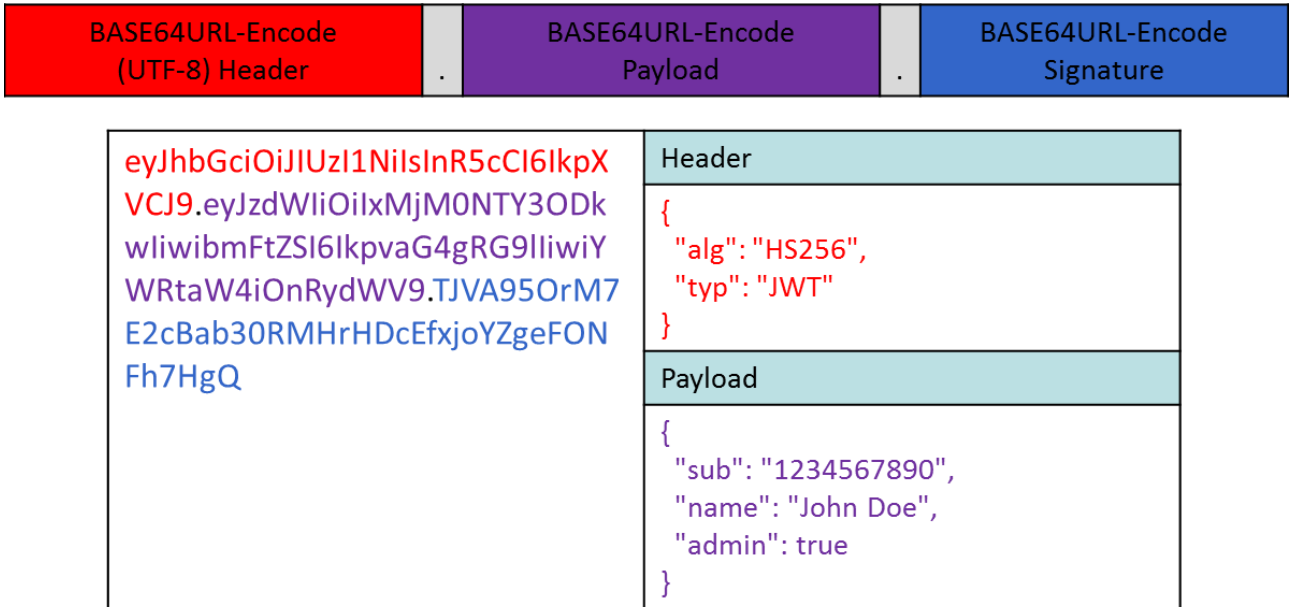 BASE64URL-Encode
(UTF-8) Header
.
BASE64URL-Encode
Payload
.
BASE64URL-Encode
Signature
eyJhbGciOiJIUzI1NiIsInR5cCI6IkpX
VCJ9.eyJzdWIiOiIxMjM0NTY3ODk
wIiwibmFtZSI6IkpvaG4gRG9lIiwiY
WRtaW4iOnRydWV9.TJVA95OrM7
E2cBab30RMHrHDcEfxjoYZgeFON
Fh7HgQ
Header
{
"alg": "HS256",
"typ": "JWT"
}
Payload
{
"sub": "1234567890",
"name": "John Doe",
"admin": true
}